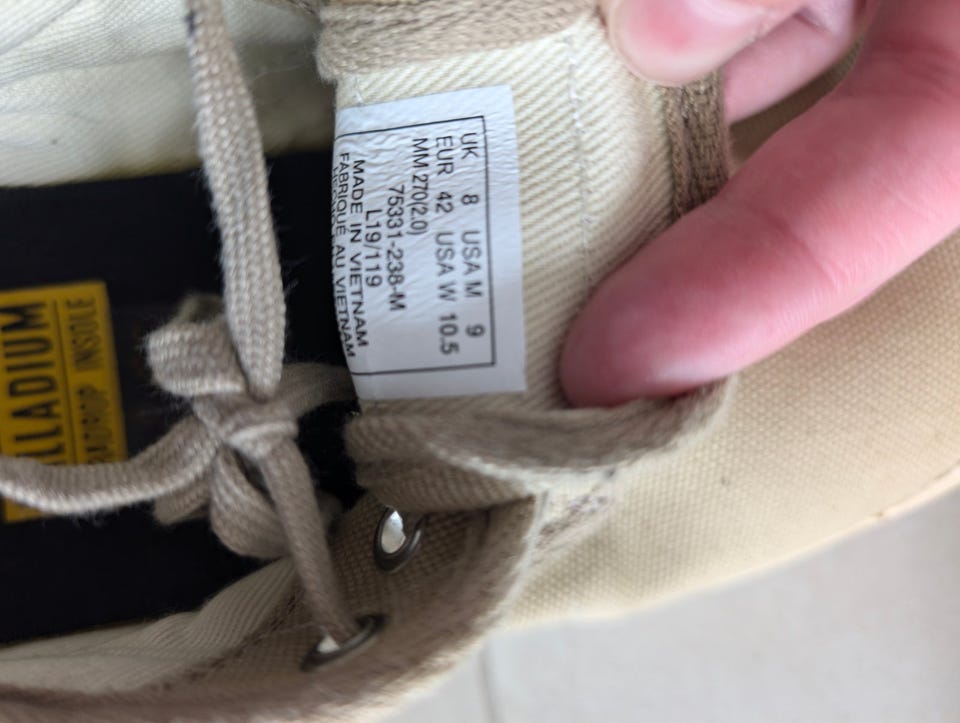 UK 8 USA M 9
EUR 42 USA W 10.5
MM 270(2.0)
75331-238-M
L19/119
MADE IN VIETNAM
FABRIQUÉ AU VIETNAM
LLADIUM
INSOLE